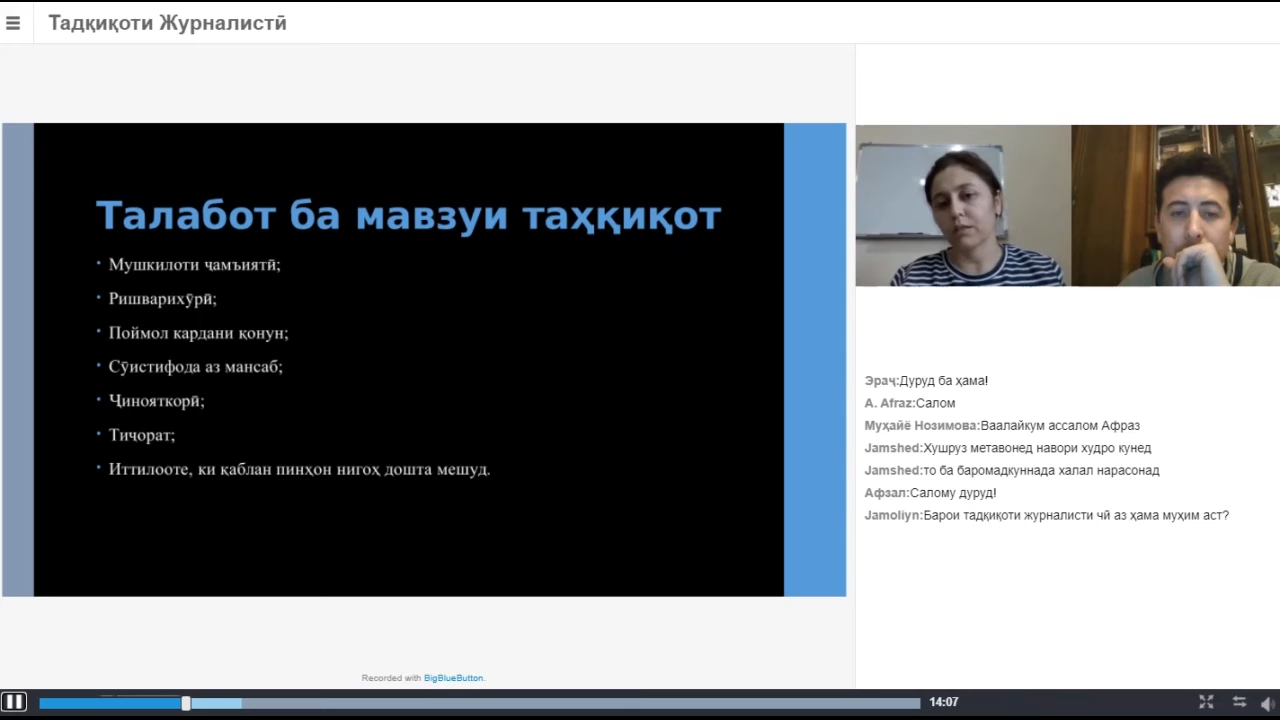 Тадқиқоти Журналистӣ
Талабот ба мавзуи таҳқиқот
• Мушкилоти ҷамъиятӣ;
• Ришварихӯрӣ;
• Поймол кардани қонун;
• Сӯистифода аз мансаб;
• Ҷинояткорӣ;
• Тиҷорат;
• Иттилооте, ки қаблан пинҳон нигоҳ дошта мешуд.
Эраҷ:Дуруд ба ҳама!
A. Afraz:Салом
Муҳайё Нозимова:Ваалайкум ассалом Афраз
Jamshed:Хушруз метавонед навори худро кунед
Jamshed:то ба баромадкуннада халал нарасонад
Афзал:Салому дуруд!
Jamoliyn:Барои тадқиқоти журналисти чӣ аз ҳама муҳим аст?
Recorded with BigBlueButton.
14:07